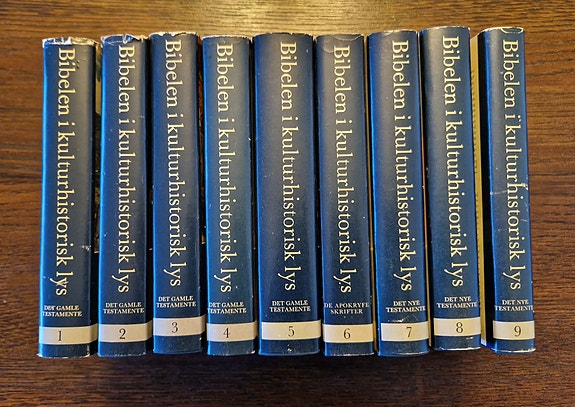 Bibelen i kulturhistorisk lys
DET GAMLE
TESTAMENTE
1
Bibelen i kulturhistorisk lys
DET GAMLE
TESTAMENTE
2
Bibelen i kulturhistorisk lys
DET GAMLE
TESTAMENTE
3
Bibelen i kulturhistorisk lys
DET GAMLE
TESTAMENTE
4
Bibelen i kulturhistorisk lys
DET GAMLE
TESTAMENTE
5
Bibelen i kulturhistorisk lys
DE APOKRYFE
SKRIFTER
6
Bibelen i kulturhistorisk lys
DET NYE
TESTAMENTE
7
Bibelen i kulturhistorisk lys
DET NYE
TESTAMENTE
8
Bibelen i kulturhistorisk lys
DET NYE
TESTAMENTE
9